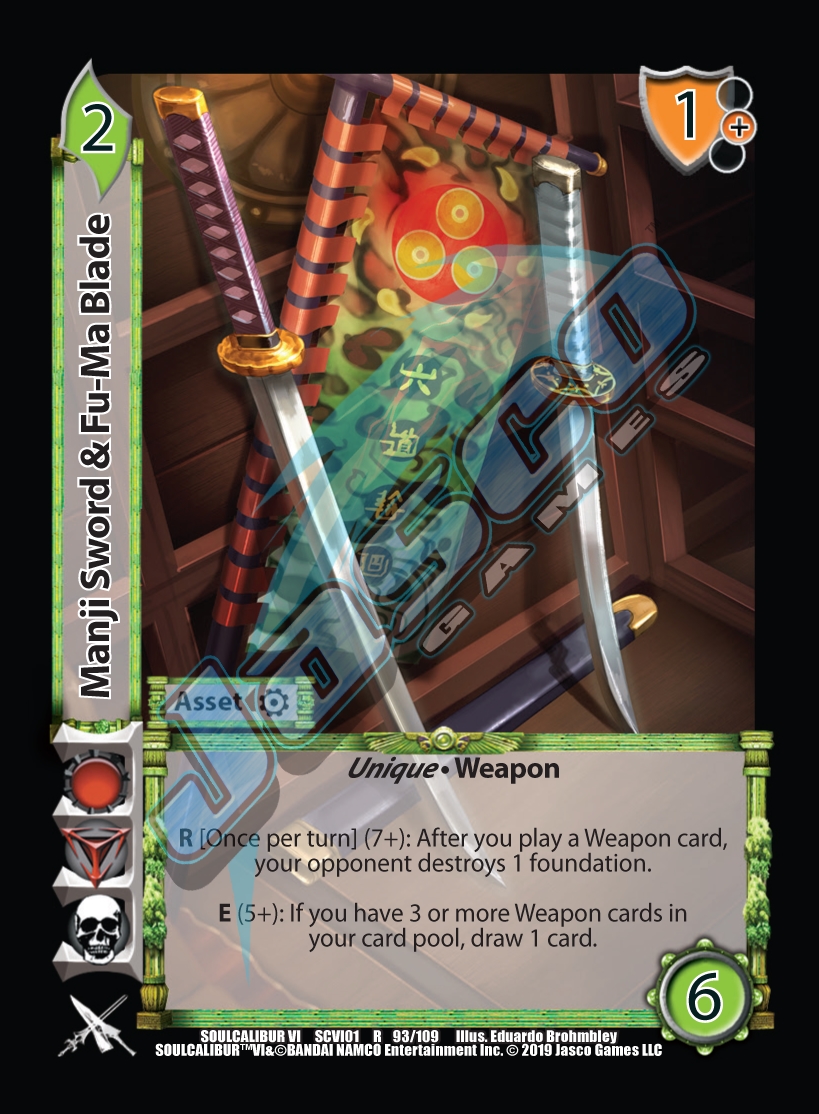 2
1
+
Manji Sword & Fu-Ma Blade
JASCO
GAMES
Asset
Unique • Weapon
R [Once per turn] (7+): After you play a Weapon card,
your opponent destroys 1 foundation.
E (5+): If you have 3 or more Weapon cards in
your card pool, draw 1 card.
6
SOULCALIBUR VI SCVI01 R 93/109 Illus. Eduardo Brohmbley
SOULCALIBUR™VI&©BANDAI NAMCO Entertainment Inc. © 2019 Jasco Games LLC